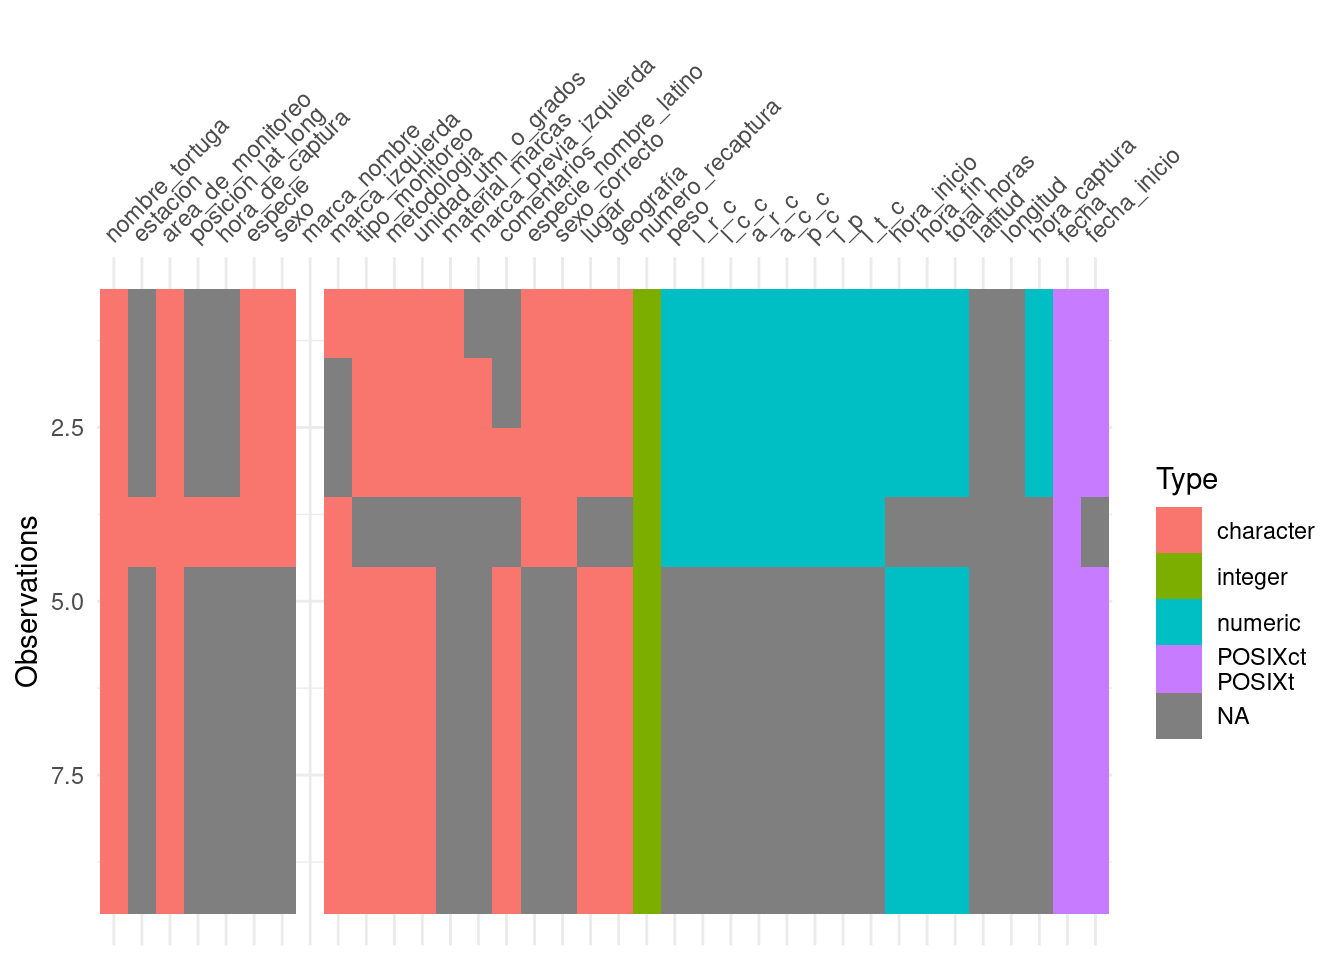 nombre_tortuga
estacion
area_de_monitoreo
posicion_lat_long
hora_de_captura
especie
sexo
marca_nombre
marca_izquierda
tipo_monitoreo
metodologia
unidad_utm_o_grados
material_marcas
marca_previa_izquierda
comentarios
especie_nombre_latino
sexo_correcto
lugar
geografía
numero_recaptura
peso
l_r_c
l_c_c
a_r_c
a_c_c
p_c
l_p
l_t_c
hora_inicio
hora_fin
total_horas
latitud
longitud
hora_captura
fecha
fecha_inicio
2.5
5.0
7.5
Observations
Type
character
integer
numeric
POSIXct
POSIXt
NA